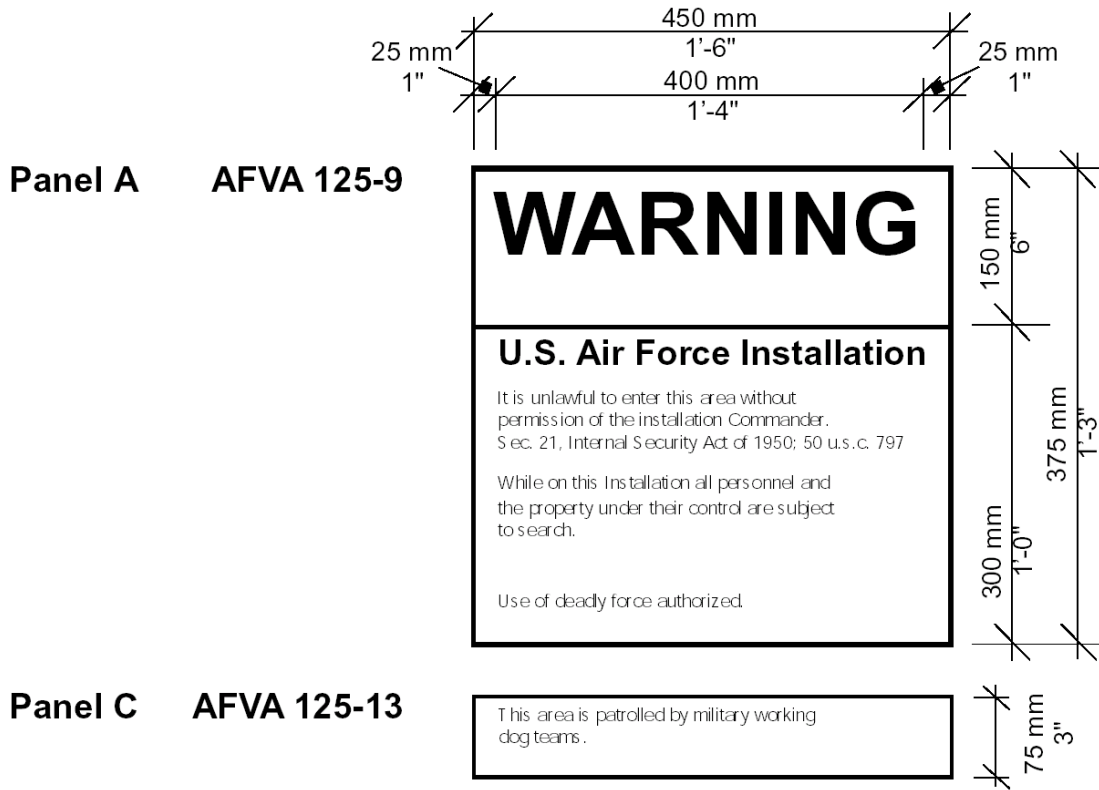 450 mm
1'-6"
25 mm
1"
400 mm
1'-4"
25 mm
1"
Panel A AFVA 125-9
WARNING
150 mm
6"
U.S. Air Force Installation
It is unlawful to enter this area without
permission of the installation Commander.
Sec. 21, Internal Security Act of 1950; 50 u.s.c. 797
While on this Installation all personnel and
the property under their control are subject
to search.
Use of deadly force authorized.
375 mm
1'-3"
300 mm
1'-0"
Panel C AFVA 125-13
This area is patrolled by military working
dog teams.
75 mm
3"